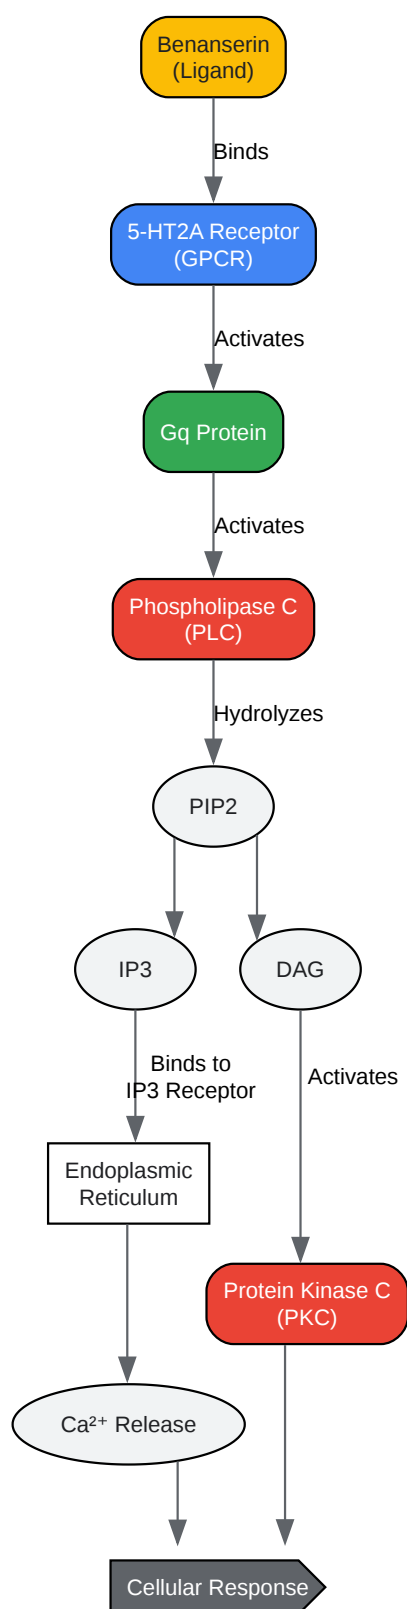 Benanserin
(Ligand)
Binds
5-HT2A Receptor
(GPCR)
Activates
Gq Protein
Activates
Phospholipase C
(PLC)
Hydrolyzes
PIP2
IP3
DAG
Binds to
IP3 Receptor
Activates
Endoplasmic
Reticulum
Protein Kinase C
(PKC)
Ca²⁺ Release
Cellular Response